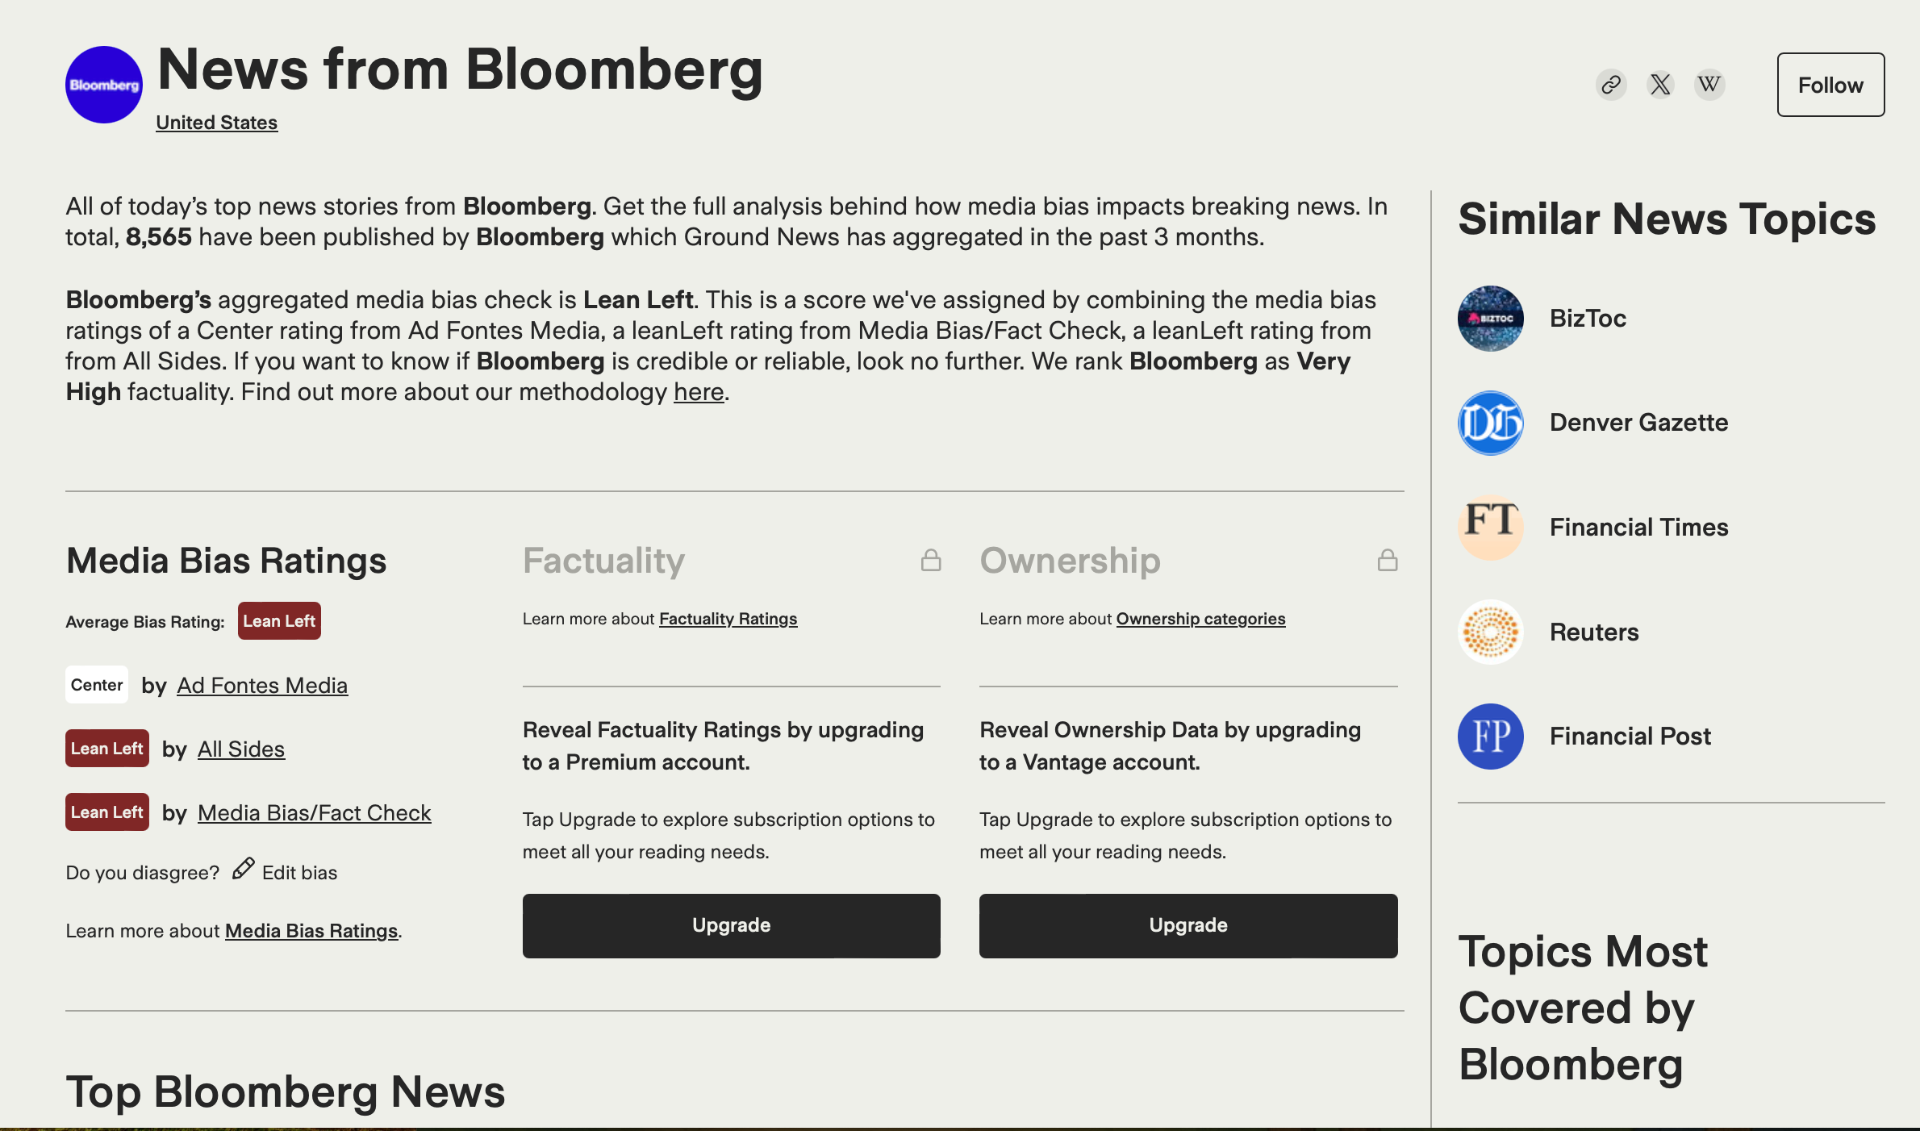 Bloomberg
News from Bloomberg
United States
W
Follow
All of today’s top news stories from Bloomberg. Get the full analysis behind how media bias impacts breaking news. In
total, 8,565 have been published by Bloomberg which Ground News has aggregated in the past 3 months.
Bloomberg’s aggregated media bias check is Lean Left. This is a score we've assigned by combining the media bias
ratings of a Center rating from Ad Fontes Media, a leanLeft rating from Media Bias/Fact Check, a leanLeft rating from
from All Sides. If you want to know if Bloomberg is credible or reliable, look no further. We rank Bloomberg as Very
High factuality. Find out more about our methodology here.
Media Bias Ratings
Average Bias Rating: Lean Left
Center by Ad Fontes Media
Lean Left by All Sides
Lean Left by Media Bias/Fact Check
Do you diasgree? Edit bias
Learn more about Media Bias Ratings.
Factuality
Learn more about Factuality Ratings
Reveal Factuality Ratings by upgrading
to a Premium account.
Tap Upgrade to explore subscription options to
meet all your reading needs.
Upgrade
Ownership
Learn more about Ownership categories
Reveal Ownership Data by upgrading
to a Vantage account.
Tap Upgrade to explore subscription options to
meet all your reading needs.
Upgrade
Top Bloomberg News
Similar News Topics
BIZTOC
BizToc
DG
Denver Gazette
FT
Financial Times
Reuters
FP
Financial Post
Topics Most
Covered by
Bloomberg